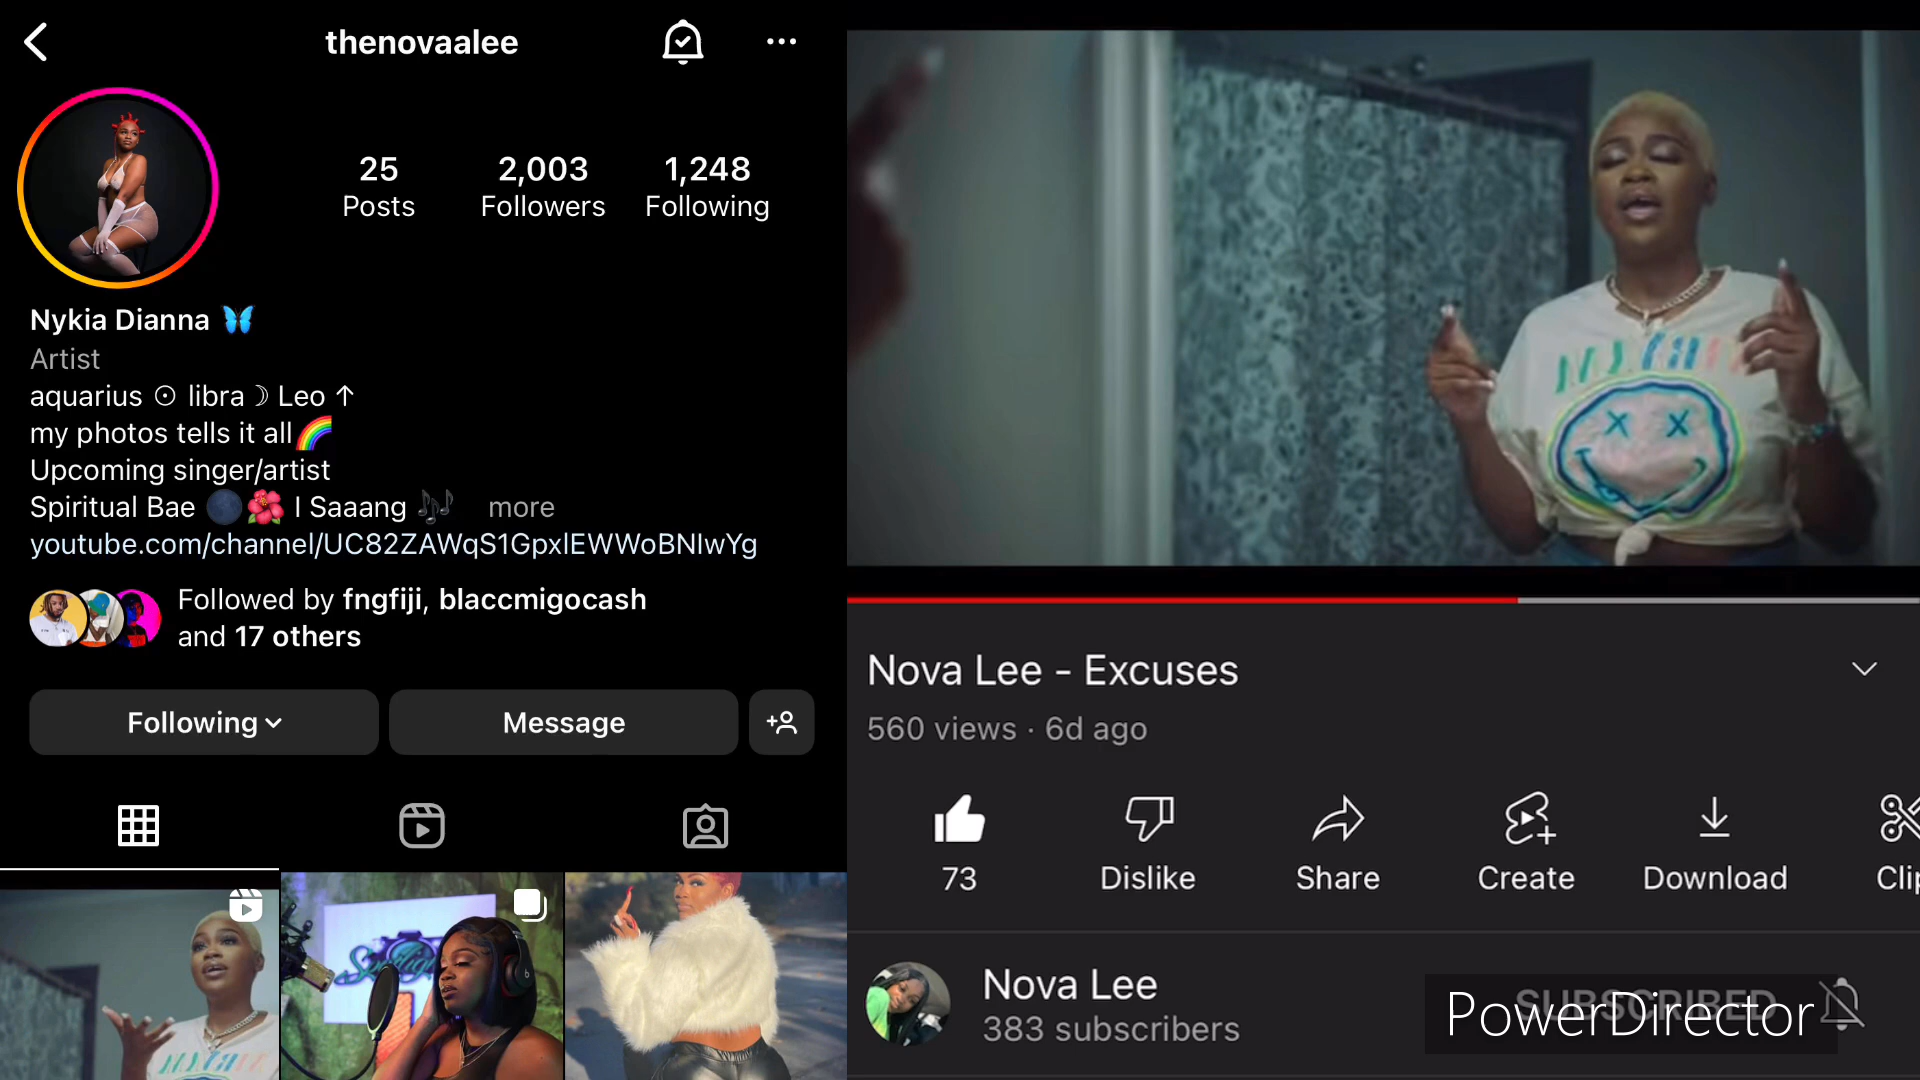 thenovaalee
25
2,003
1,248
Posts
Followers
Following
Nykia Dianna 🦋
Artist
aquarius ☉ libra☽ Leo ↑
my photos tells it all🌈
Upcoming singer/artist
Spiritual Bae 🌑🌺 I Saaang 🎶 more
youtube.com/channel/UC82ZAWqS1GpxlEWWoBNlwYg
Followed by fngfiji, blaccmigocash
and 17 others
Following
Message
Nova Lee - Excuses
560 views · 6d ago
73
Dislike
Share
Create
Download
Clip
Nova Lee
383 subscribers
SUBSCRIBED
PowerDirector